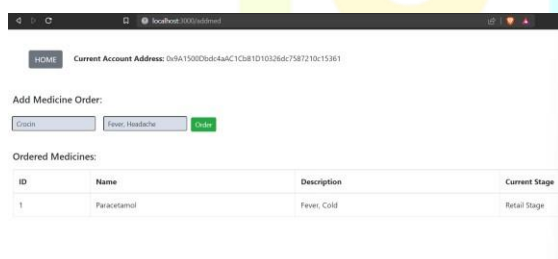 localhost:3000/addmed
HOME Current Account Address: 0x9A1500Dbdc4aAC1CbB1D10326dc7587210c15361
Add Medicine Order:
Crocin Fever, Headache Order
Ordered Medicines:
ID Name Description Current Stage
1 Paracetamol Fever, Cold Retail Stage